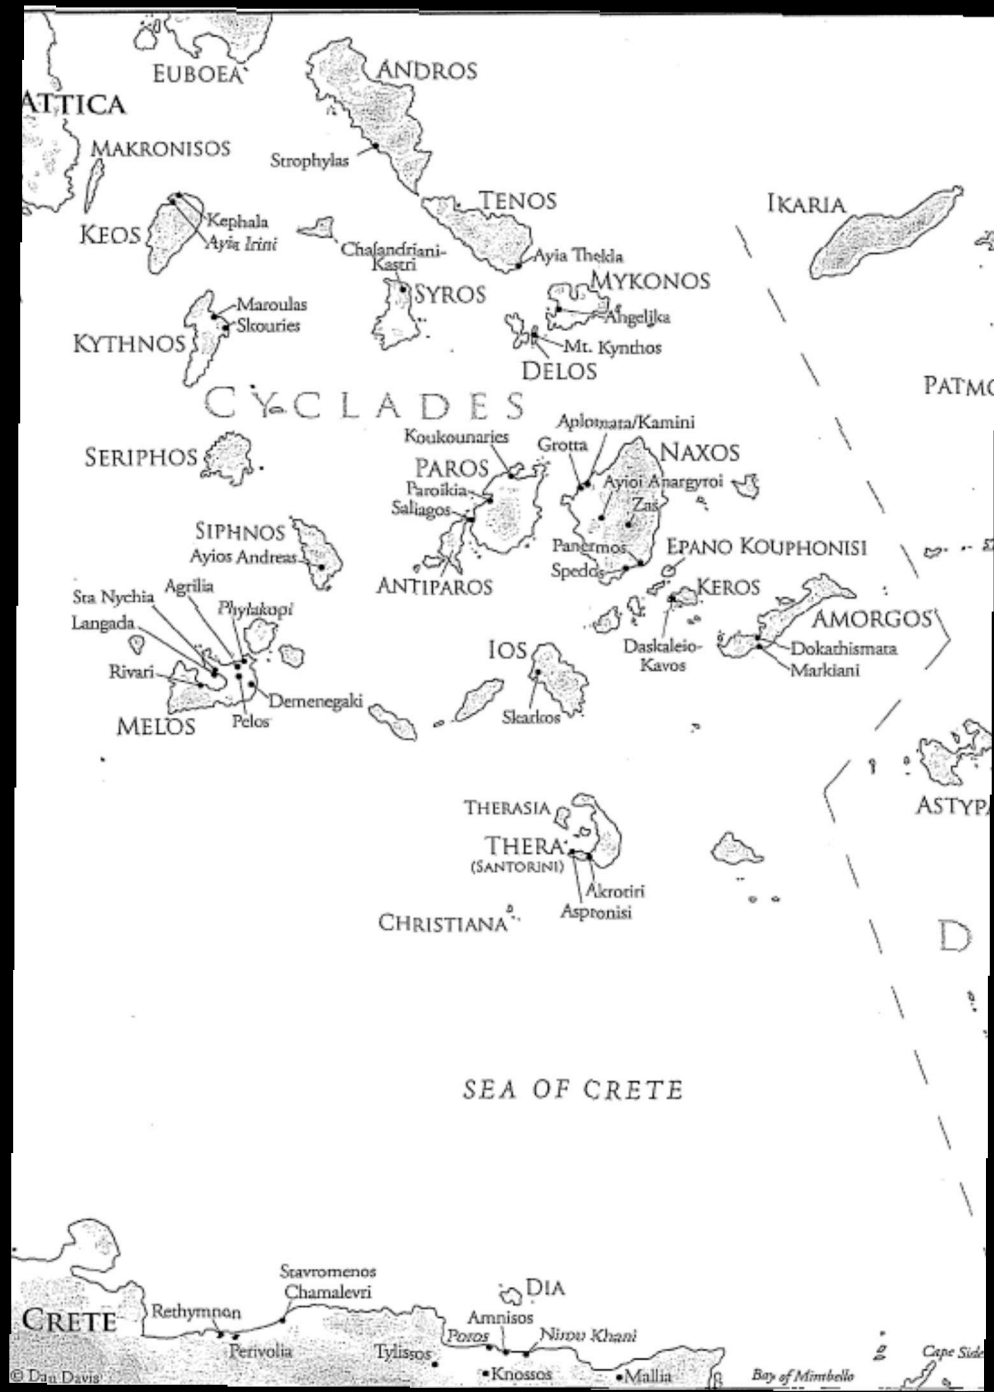 EUBOEA
ANDROS
ATTICA
MAKRONISOS
Strophylas
TENOS
IKARIA
KEOS
Kephala
Ayia Irini
Chalandriani-
Kastri
Ayia Thekla
MYKONOS
SYROS
Maroulas
Skouries
Angelika
KYTHNOS
Mt. Kynthos
DELOS
PATMO
CYCLADES
Aplomata/Kamini
Koukounaries
Grotta
NAXOS
SERIPHOS
PAROS
Paroikia
Ayioi Anargyroi
Saliagos
Zas
SIPHNOS
Ayios Andreas
Panermos
EPANO KOUPHONISI
Spedos
ANTIPAROS
KEROS
Agrilia
Sta Nychia
Phylakopi
Langada
AMORGOS
IOS
Daskaleio-
Kavos
Dokathismata
Markiani
Rivari
Demenegaki
MELOS
Pelos
Skarkos
THERASIA
ASTYPA
THERA
(SANTORINI)
Akrotiri
Aspronisi
CHRISTIANA
D
SEA OF CRETE
Stavromenos
Chamalevri
DIA
CRETE
Rethymnon
Amnisos
Poros
Nirou Khani
Perivolia
Tylissos
Cape Side
Knossos
Mallia
Bay of Mirabello
© Dan Davis